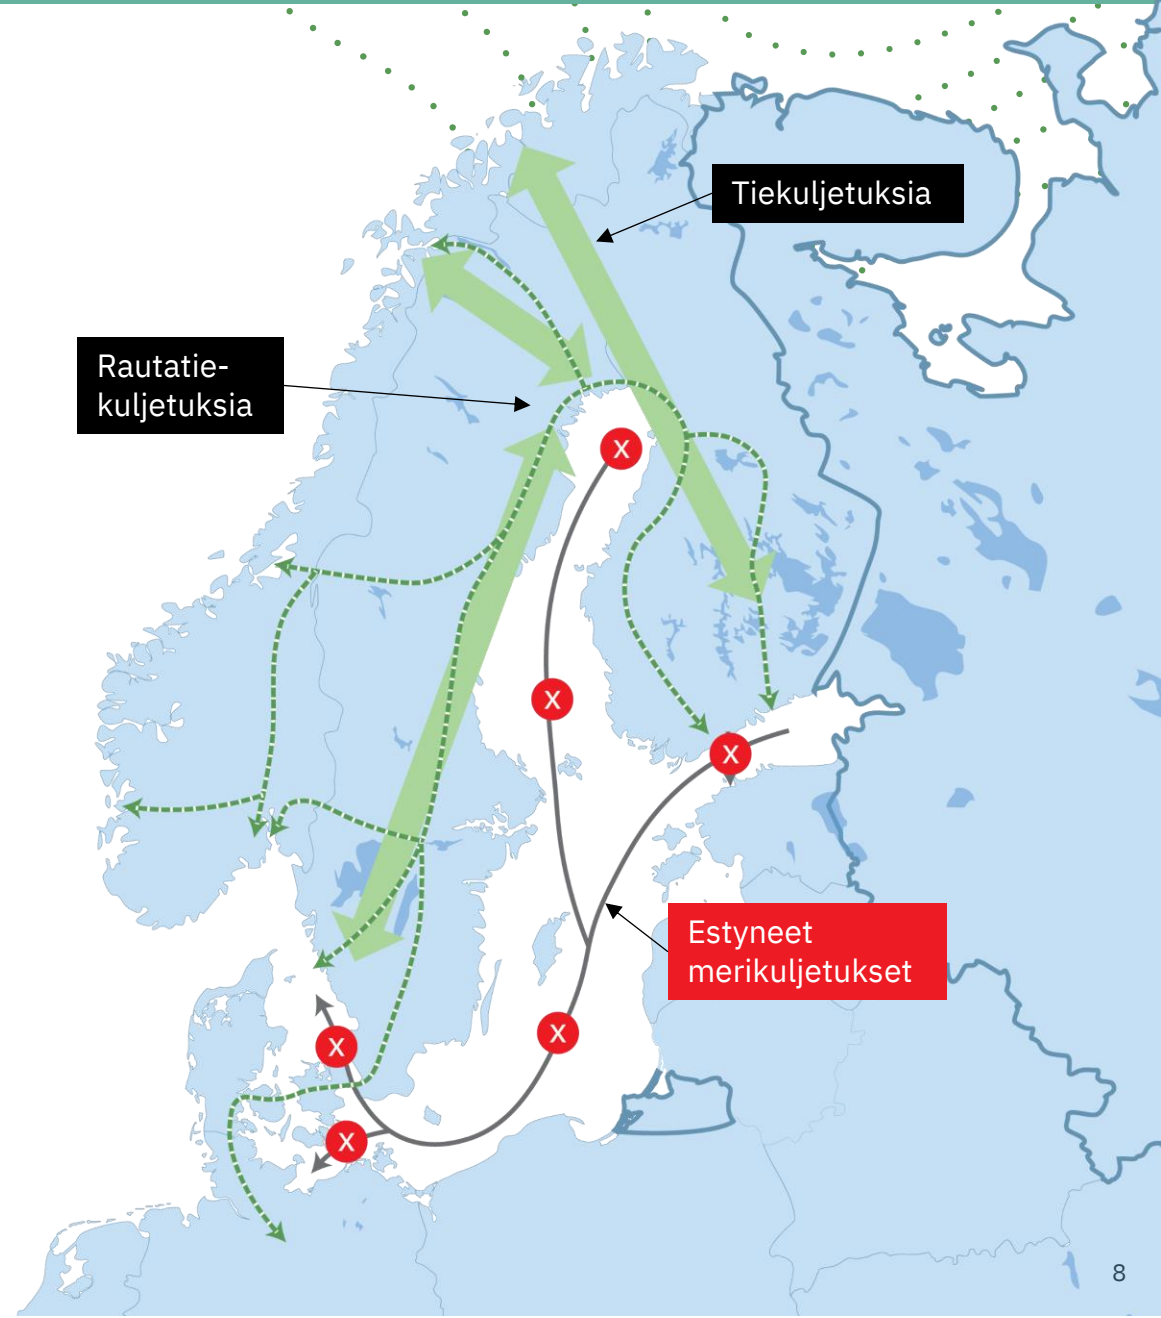 Tiekuljetuksia
Rautatie-
kuljetuksia
X
X
X
Estyneet
merikuljetukset
X
X
X
8